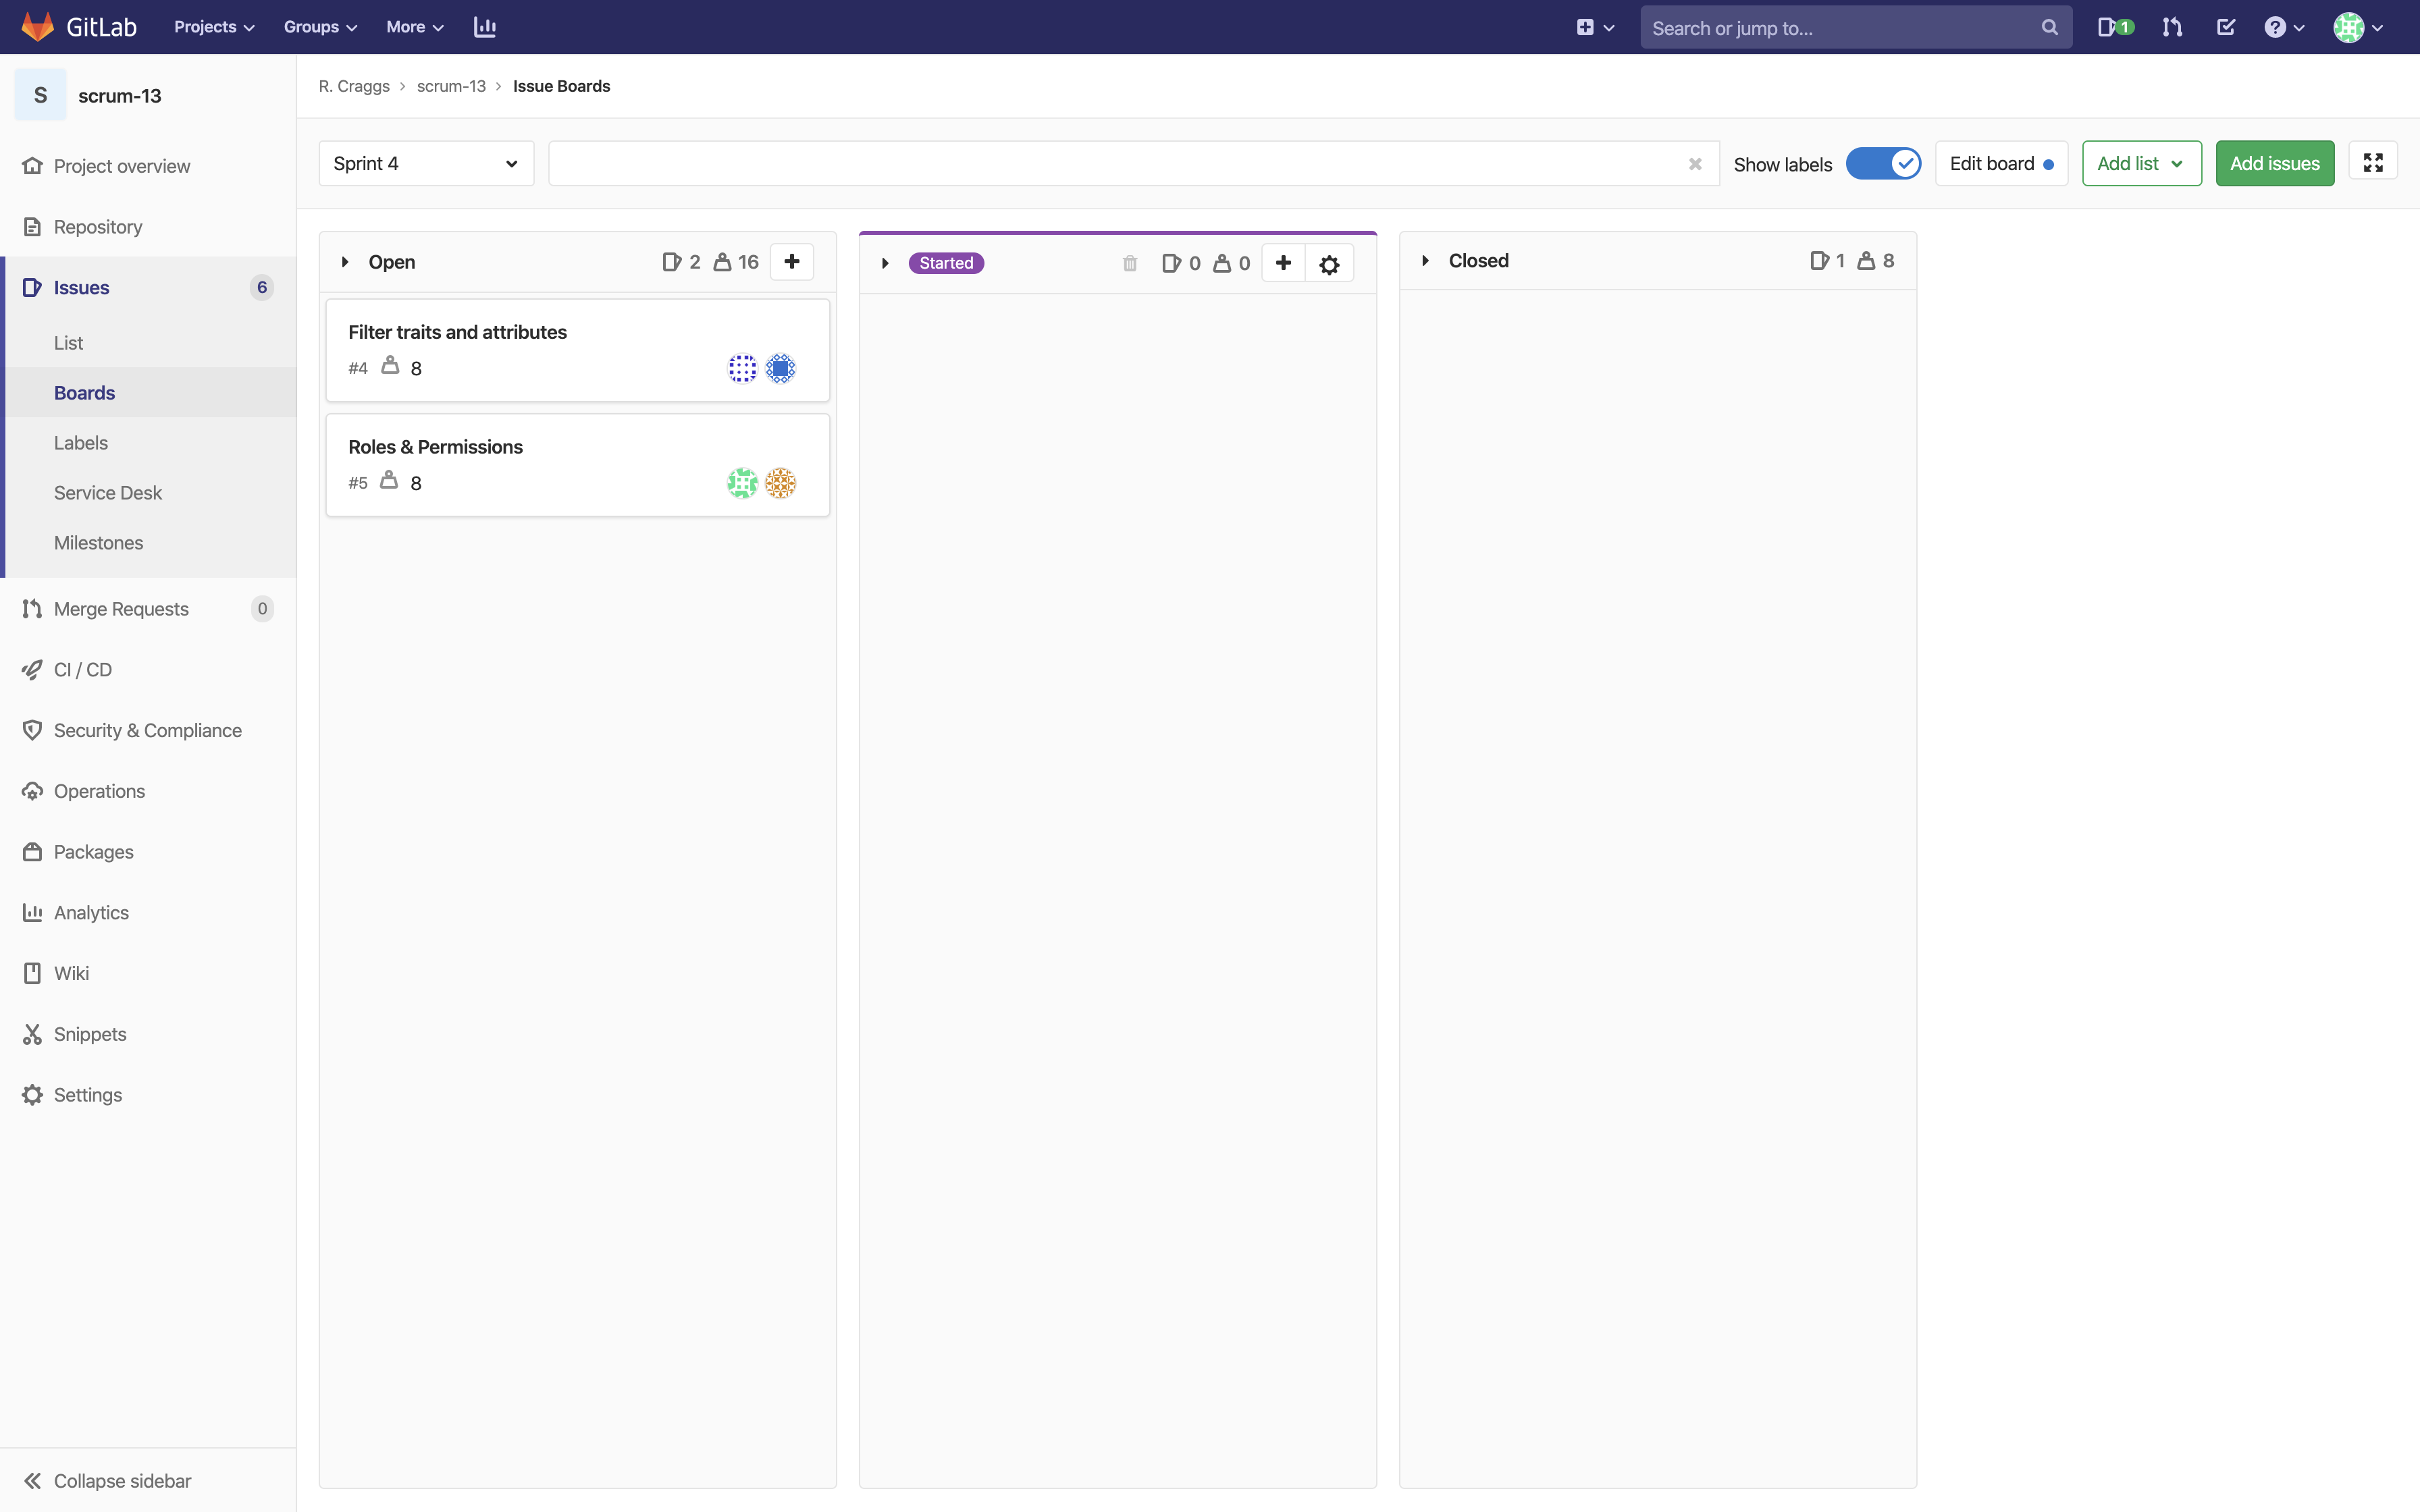 GitLab Projects Groups More Search or jump to... 1
S scrum-13
R. Craggs > scrum-13 > Issue Boards
Sprint 4 Show labels Edit board Add list Add issues
Project overview
Repository
Issues 6
List
Boards
Labels
Service Desk
Milestones
Merge Requests 0
CI / CD
Security & Compliance
Operations
Packages
Analytics
Wiki
Snippets
Settings
Collapse sidebar
Open 2 16
Filter traits and attributes
#4 8
Roles & Permissions
#5 8
Started 0 0
Closed 1 8